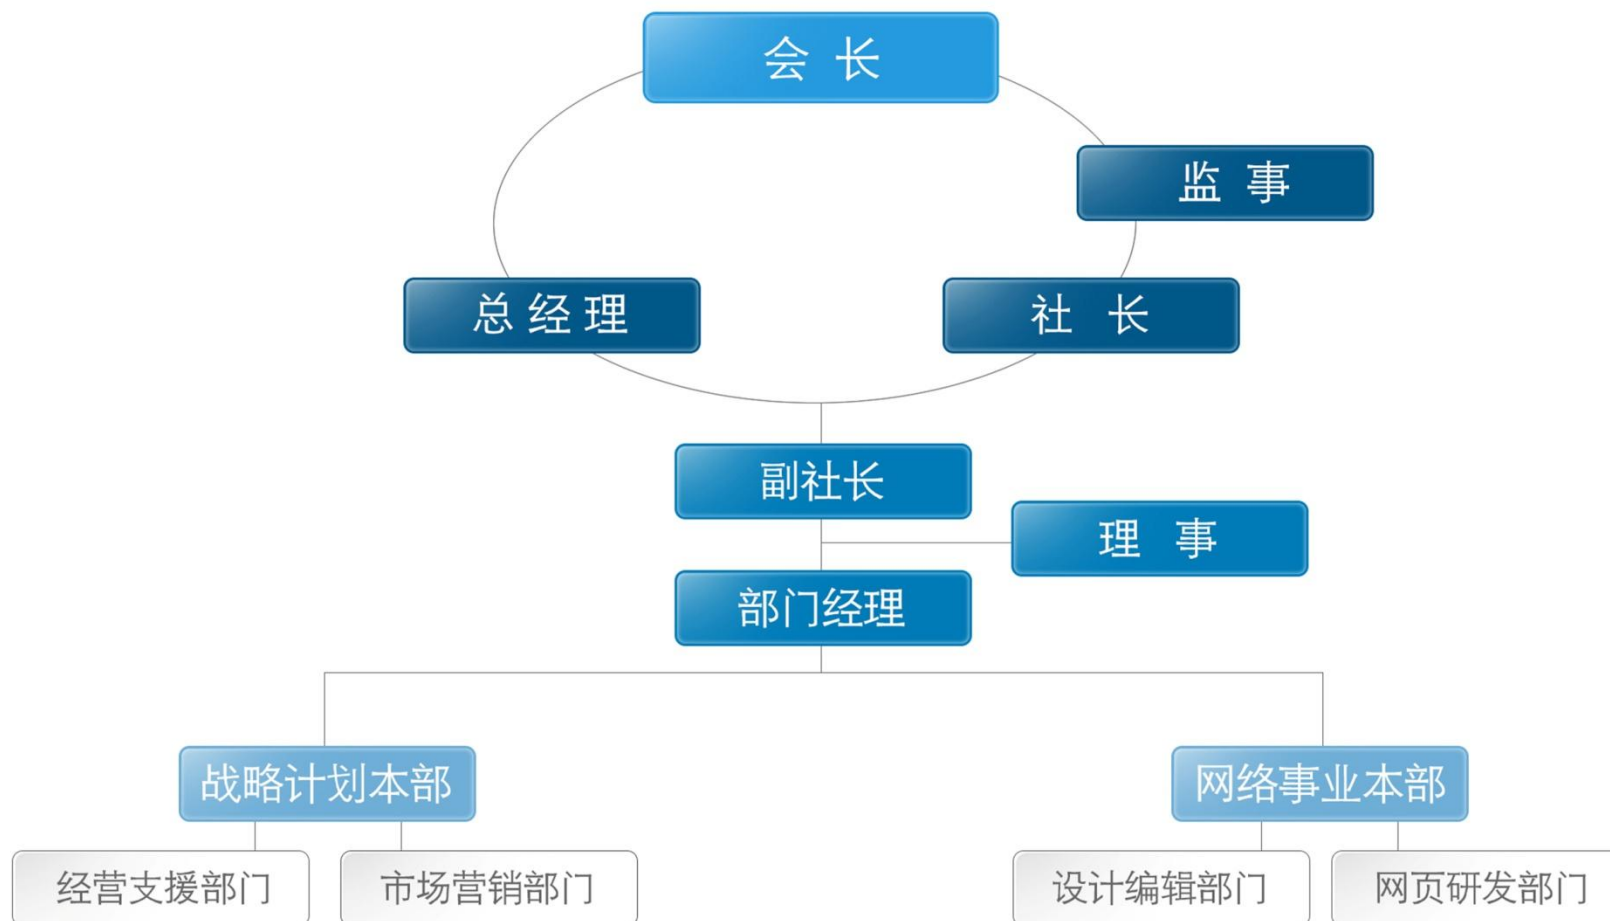 会 长
监 事
总 经 理
社 长
副社长
理 事
部门经理
战略计划本部
网络事业本部
经营支援部门
市场营销部门
设计编辑部门
网页研发部门